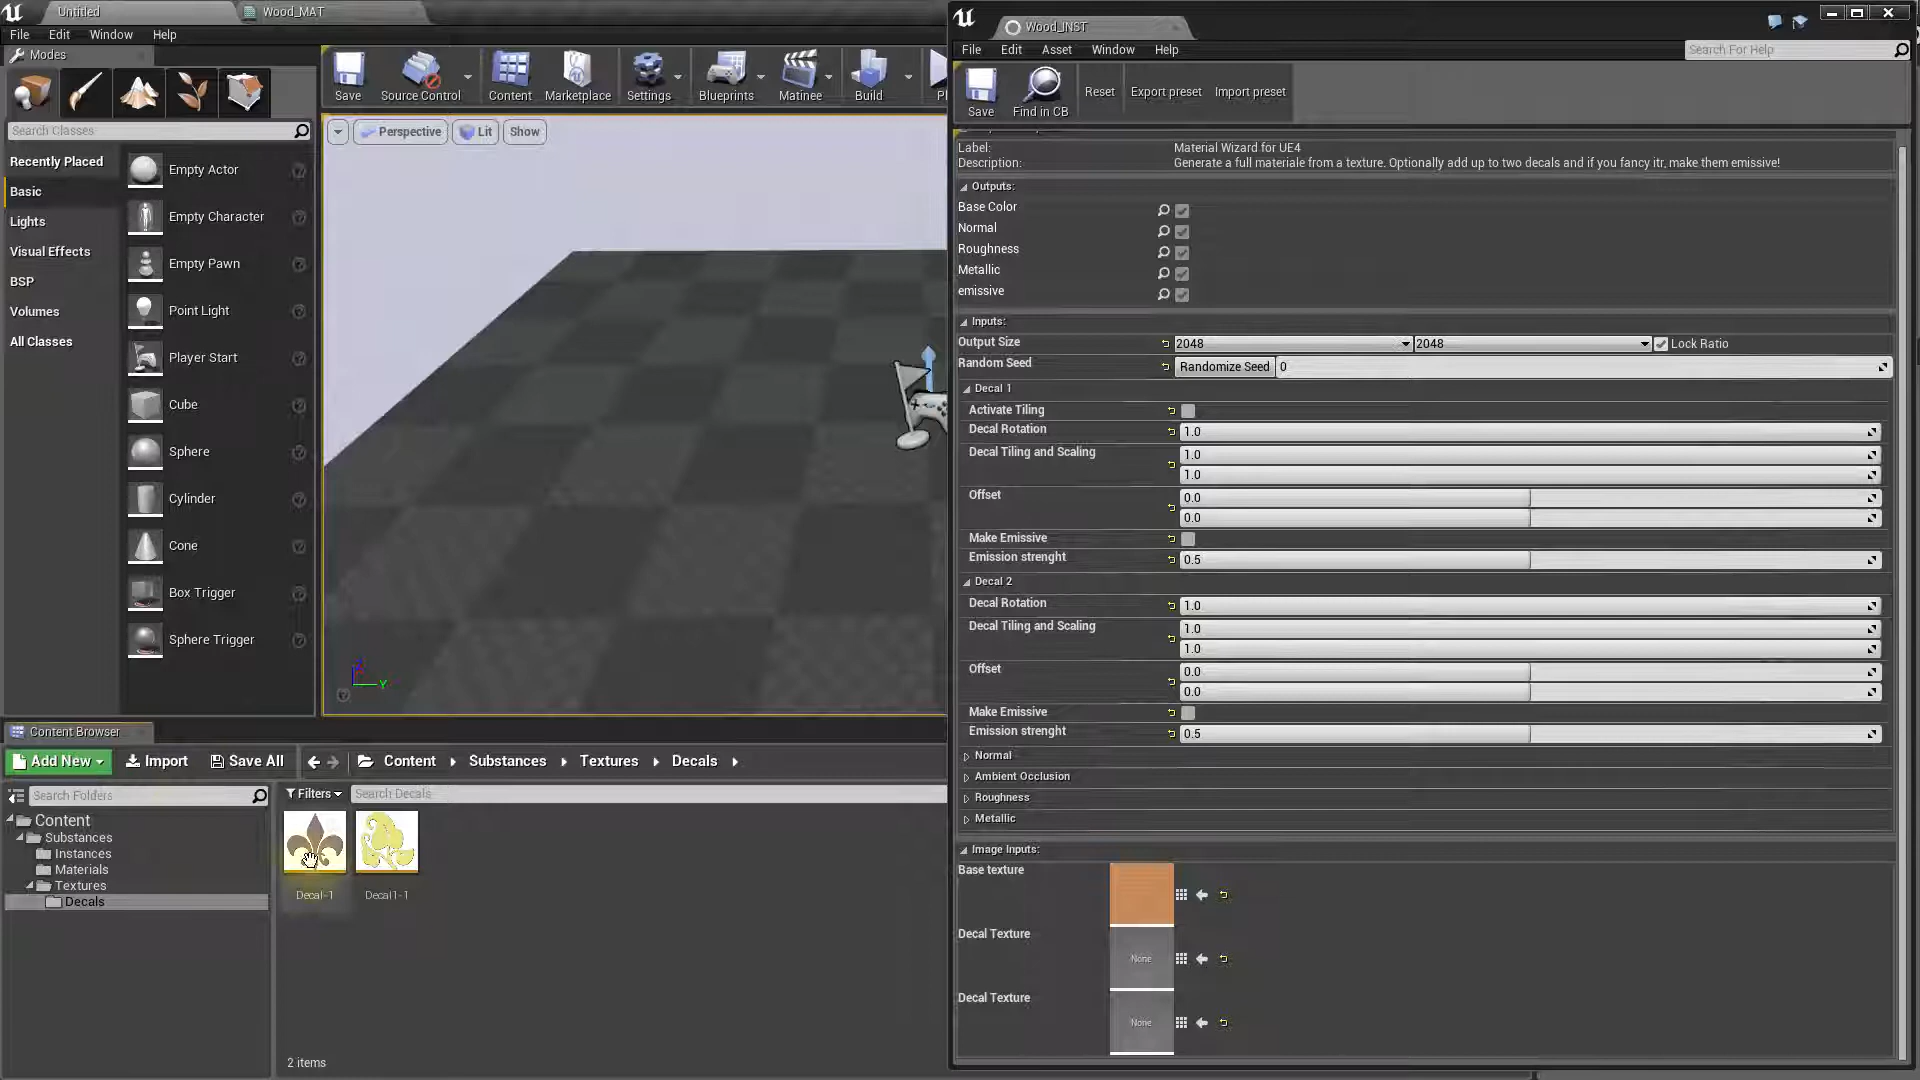 Untitled
Wood_MAT
File Edit Window Help
Modes
Search Classes
Recently Placed
Basic
Lights
Visual Effects
BSP
Volumes
All Classes
Empty Actor
Empty Character
Empty Pawn
Point Light
Player Start
Cube
Sphere
Cylinder
Cone
Box Trigger
Sphere Trigger
Save
Source Control
Content
Marketplace
Settings
Blueprints
Matinee
Build
Perspective
Lit
Show
Y
Content Browser
Add New
Import
Save All
Content
Substances
Textures
Decals
Search Folders
Filters
Search Decals
Content
Substances
Instances
Materials
Textures
Decals
Decal-1
Decal1-1
2 items
Wood_INST
File Edit Asset Window Help
Search For Help
Save
Find in CB
Reset
Export preset
Import preset
Label: Material Wizard for UE4
Description: Generate a full materiale from a texture. Optionally add up to two decals and if you fancy itr, make them emissive!
Outputs:
Base Color
Normal
Roughness
Metallic
emissive
Inputs:
Output Size 2048 2048 Lock Ratio
Random Seed Randomize Seed 0
Decal 1
Activate Tiling
Decal Rotation 1.0
Decal Tiling and Scaling 1.0
1.0
Offset 0.0
0.0
Make Emissive
Emission strenght 0.5
Decal 2
Decal Rotation 1.0
Decal Tiling and Scaling 1.0
1.0
Offset 0.0
0.0
Make Emissive
Emission strenght 0.5
Normal
Ambient Occlusion
Roughness
Metallic
Image Inputs:
Base texture
Decal Texture
None
Decal Texture
None